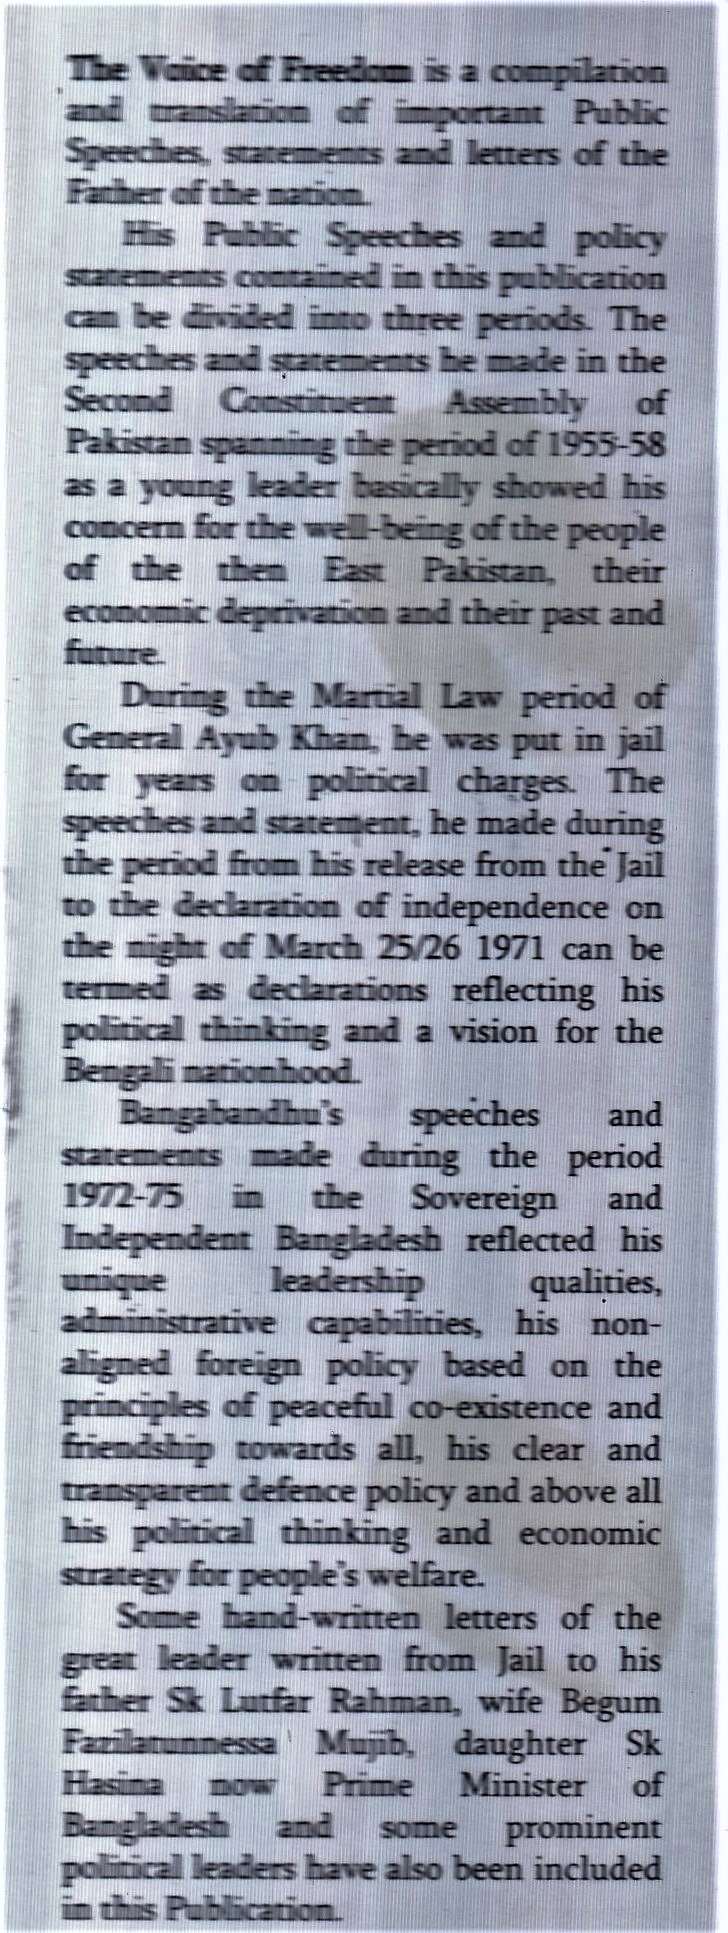 The Voice of Freedom is a compilation
and translation of important Public
Speeches, statements and letters of the
Father of the nation.
His Public Speeches and policy
statements contained in this publication
can be divided into three periods. The
speeches and statements he made in the
Second Constituent Assembly of
Pakistan spanning the period of 1955-58
as a young leader basically showed his
concern for the well-being of the people
of the then East Pakistan, their
economic deprivation and their past and
future.
During the Martial Law period of
General Ayub Khan, he was put in jail
for years on political charges. The
speeches and statement, he made during
the period from his release from the Jail
to the declaration of independence on
the night of March 25/26 1971 can be
termed as declarations reflecting his
political thinking and a vision for the
Bengali nationhood.
Bangabandhu's speeches and
statements made during the period
1972-75 in the Sovereign and
Independent Bangladesh reflected his
unique leadership qualities,
administrative capabilities, his non-
aligned foreign policy based on the
principles of peaceful co-existence and
friendship towards all, his clear and
transparent defence policy and above all
his political thinking and economic
strategy for people's welfare.
Some hand-written letters of the
great leader written from Jail to his
father Sk Lutfar Rahman, wife Begum
Fazilatunnessa Mujib, daughter Sk
Hasina now Prime Minister of
Bangladesh and some prominent
political leaders have also been included
in this Publication.